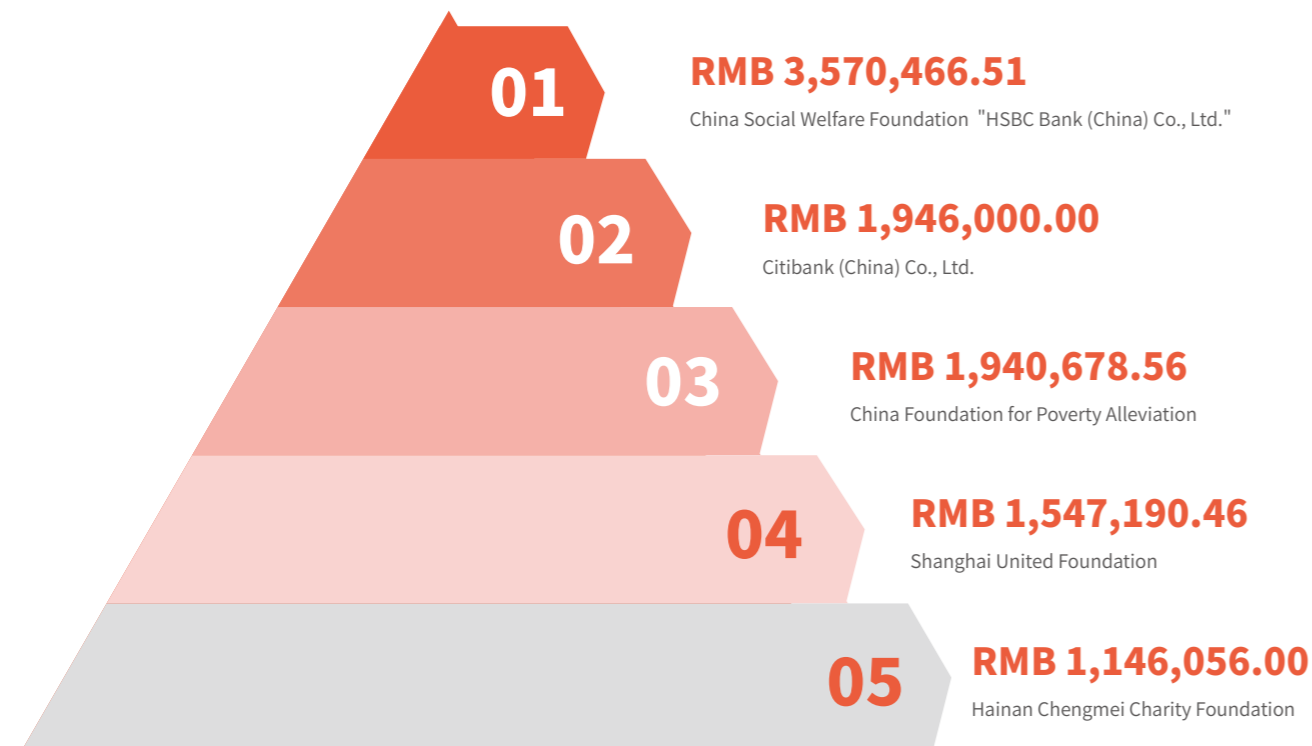 01
RMB 3,570,466.51
China Social Welfare Foundation "HSBC Bank (China) Co., Ltd."
02
RMB 1,946,000.00
Citibank (China) Co., Ltd.
03
RMB 1,940,678.56
China Foundation for Poverty Alleviation
04
RMB 1,547,190.46
Shanghai United Foundation
05
RMB 1,146,056.00
Hainan Chengmei Charity Foundation